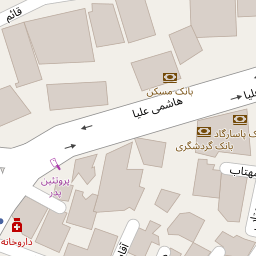 قائم
بانک مسکن
هاشمی علیا
علیا
بانک پاسارگاد
بانک گردشگری
مهتاب
پروتئین
پدر
داروخانه